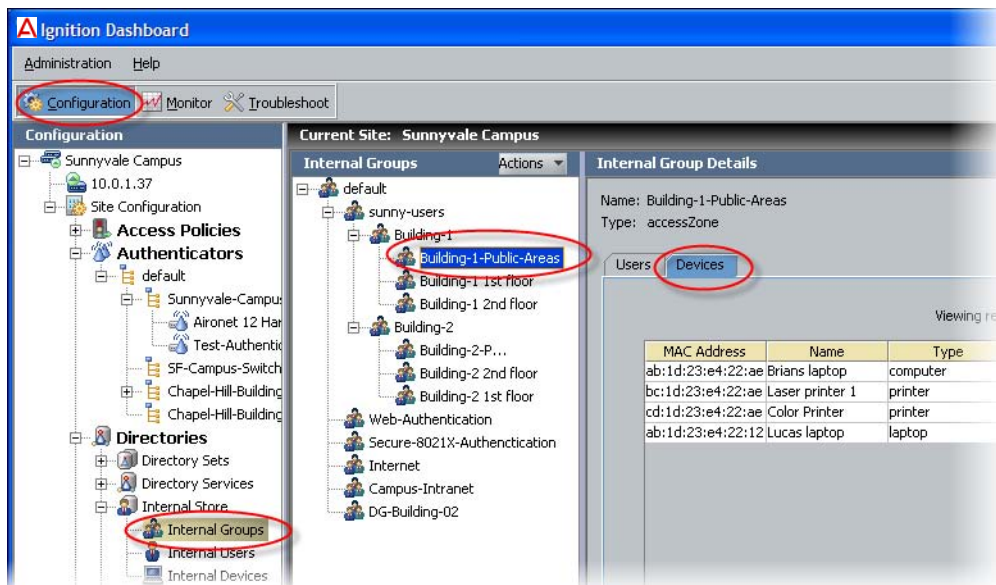 Ignition Dashboard
Administration Help
Configuration Monitor Troubleshoot
Configuration
Sunnyvale Campus
10.0.1.37
Site Configuration
Access Policies
Authenticators
default
Sunnyvale-Campu
Aironet 12 Har
Test-Authentic
SF-Campus-Switch
Chapel-Hill-Building
Chapel-Hill-Building
Directories
Directory Sets
Directory Services
Internal Store
Internal Groups
Internal Users
Internal Devices
Current Site: Sunnyvale Campus
Internal Groups Actions
default
sunny-users
Building-1
Building-1-Public-Areas
Building-1 1st floor
Building-1 2nd floor
Building-2
Building-2-P...
Building-2 2nd floor
Building-2 1st floor
Web-Authentication
Secure-8021X-Authenctication
Internet
Campus-Intranet
DG-Building-02
Internal Group Details
Name: Building-1-Public-Areas
Type: accessZone
Users Devices
Viewing re
MAC Address Name Type
ab:1d:23:e4:22:ae Brians laptop computer
bc:1d:23:e4:22:ae Laser printer 1 printer
cd:1d:23:e4:22:ae Color Printer printer
ab:1d:23:e4:22:12 Lucas laptop laptop